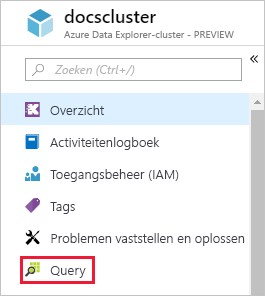 docscluster
Azure Data Explorer-cluster - PREVIEW
Zoeken (Ctrl+/)
Overzicht
Activiteitenlogboek
Toegangsbeheer (IAM)
Tags
Problemen vaststellen en oplossen
Query